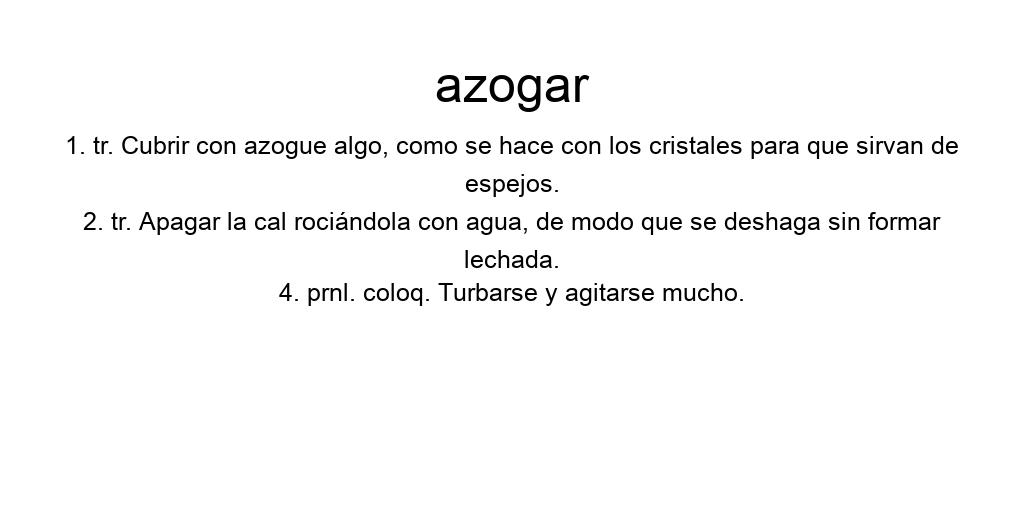 azogar
1. tr. Cubrir con azogue algo, como se hace con los cristales para que sirvan de
espejos.
2. tr. Apagar la cal rociándola con agua, de modo que se deshaga sin formar
lechada.
4. prnl. coloq. Turbarse y agitarse mucho.